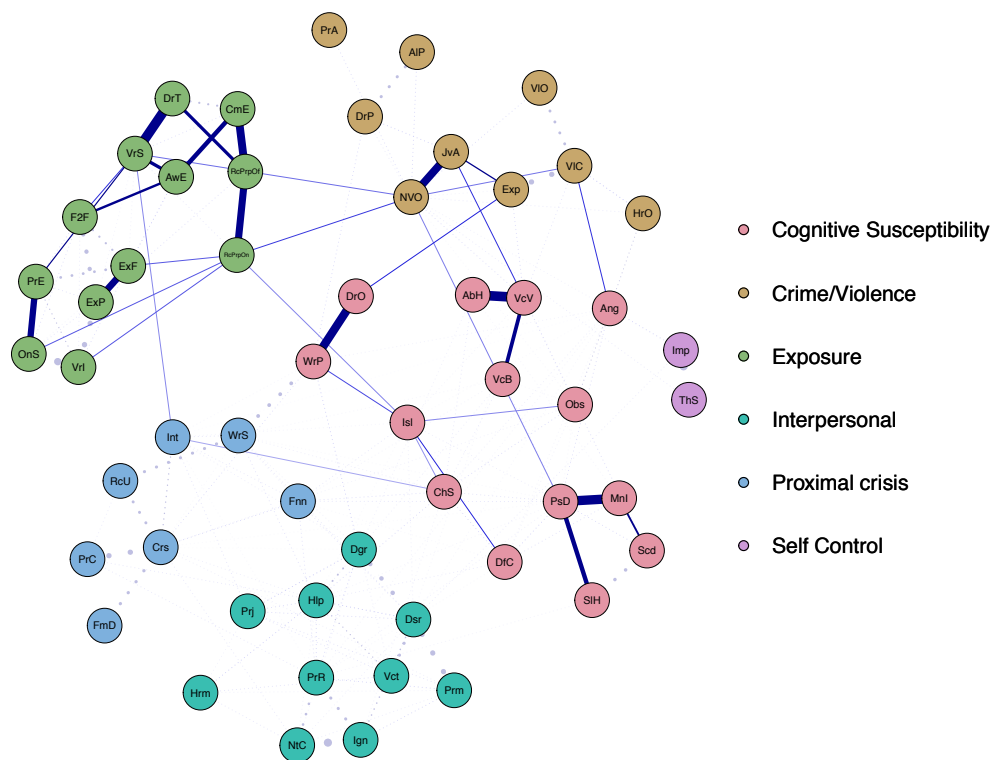 PrA
AlP
VlO
DrT
CmE
DrP
JvA
VrS
AwE
RcPrpOf
VlC
NVO
Exp
F2F
HrO
RcPrpOn
ExF
PrE
ExP
DrO
AbH
VcV
Ang
OnS
VrI
WrP
Imp
VcB
ThS
Obs
Isl
Int
WrS
RcU
ChS
Fnn
PsD
MnI
PrC
Crs
Dgr
DfC
Scd
FmD
Prj
Hlp
Dsr
SlH
Hrm
PrR
Vct
Prm
NtC
Ign
Cognitive Susceptibility
Crime/Violence
Exposure
Interpersonal
Proximal crisis
Self Control